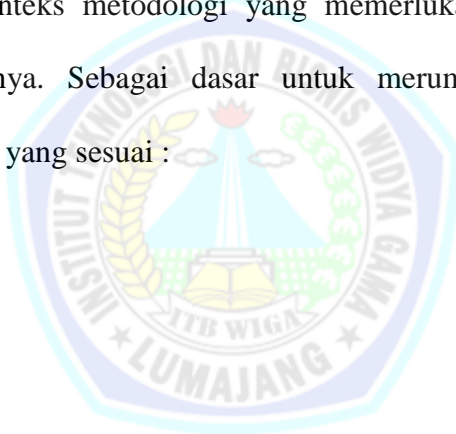 nteks metodologi yang memerluka
nya. Sebagai dasar untuk merun
yang sesuai :
INSTITUT TEKNOLOGI DAN BISNIS WIDYA GAMA
ITB WIGA
LUMAJANG